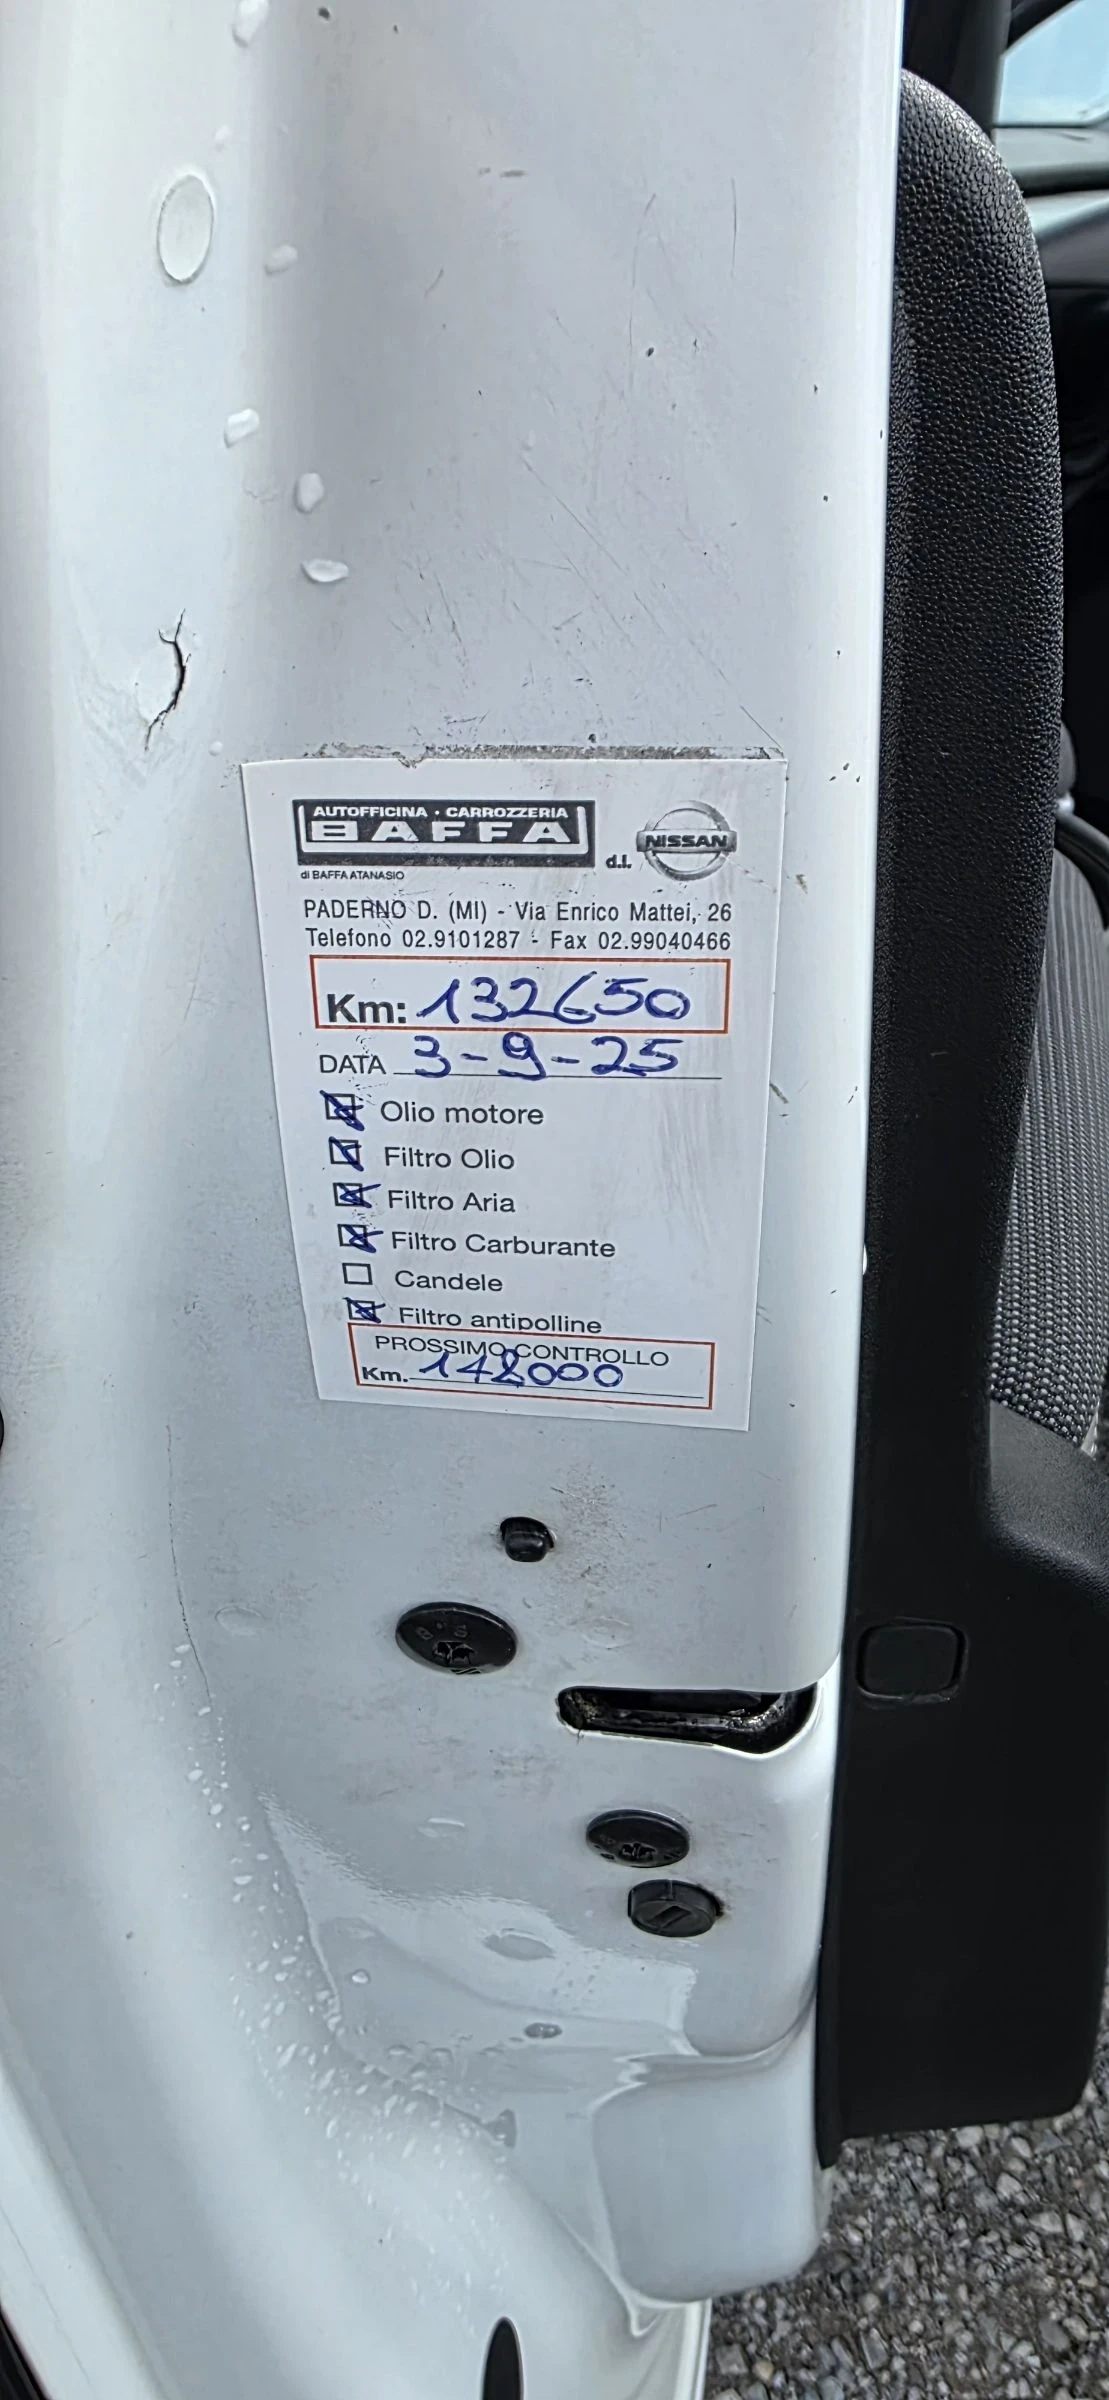 AUTOFFICINA • CARROZZERIA
BAFFA
di BAFFA ATANASIO
d.l. NISSAN
PADERNO D. (MI) - Via Enrico Mattei, 26
Telefono 02.9101287 - Fax 02.99040466
Km: 132650
DATA 3-9-25
Olio motore
Filtro Olio
Filtro Aria
Filtro Carburante
Candele
Filtro antipolline
PROSSIMO CONTROLLO
Km. 142000